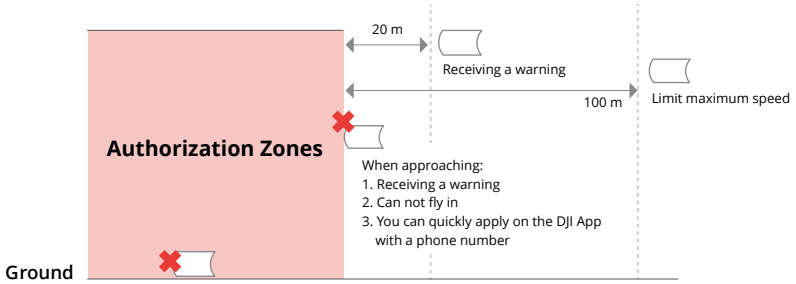 20 m
Receiving a warning
100 m
Limit maximum speed
Authorization Zones
When approaching:
1. Receiving a warning
2. Can not fly in
3. You can quickly apply on the DJI App
with a phone number
Ground